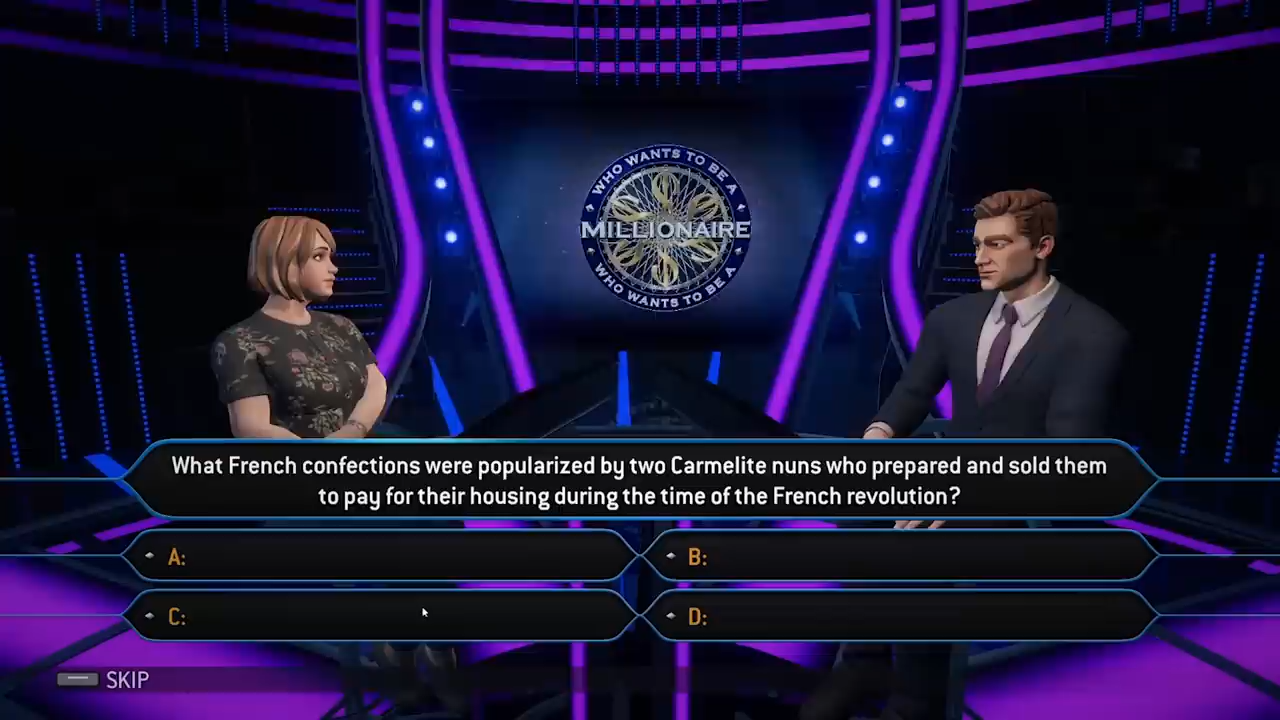 WHO WANTS TO BE A
MILLIONAIRE
WHO WANTS TO BE A
What French confections were popularized by two Carmelite nuns who prepared and sold them
to pay for their housing during the time of the French revolution?
A:
B:
C:
D:
SKIP